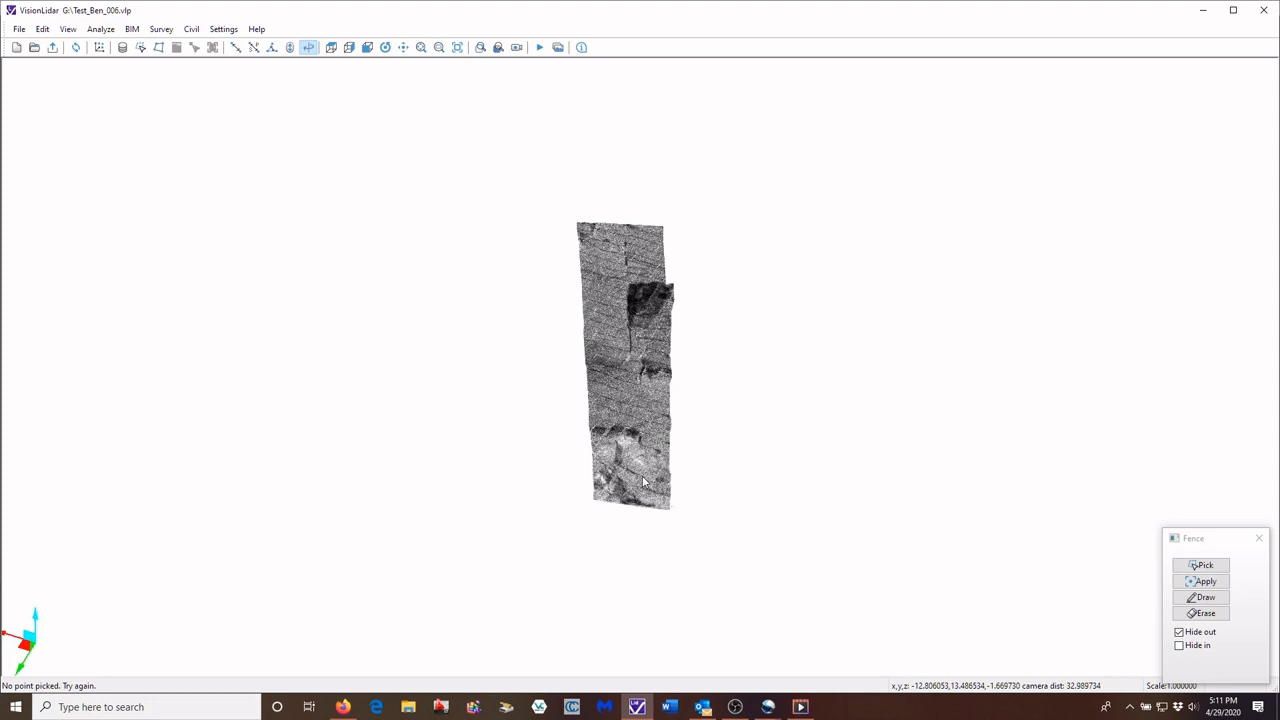 VisionLidar G:\Test_Ben_006.vlp
File Edit View Analyze BIM Survey Civil Settings Help
Fence
Pick
Apply
Draw
Erase
Hide out
Hide in
No point picked. Try again.
x,y,z: -12.806053,13.486534,-1.669730 camera dist: 32.989734
Scale:1.000000
Type here to search
5:11 PM
4/29/2020